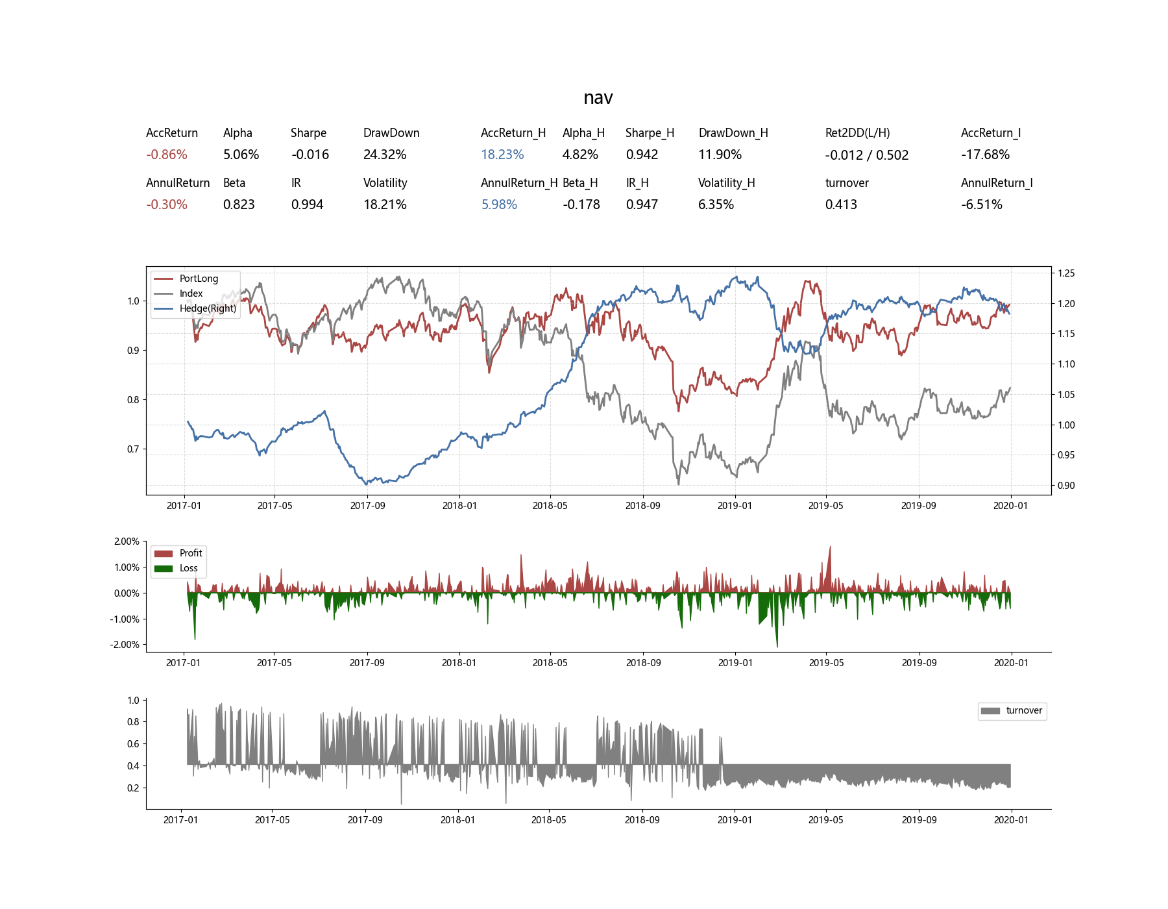 nav
AccReturn Alpha Sharpe DrawDown AccReturn_H Alpha_H Sharpe_H DrawDown_H Ret2DD(L/H) AccReturn_I
-0.86% 5.06% -0.016 24.32% 18.23% 4.82% 0.942 11.90% -0.012 / 0.502 -17.68%
AnnulReturn Beta IR Volatility AnnulReturn_H Beta_H IR_H Volatility_H turnover AnnulReturn_I
-0.30% 0.823 0.994 18.21% 5.98% -0.178 0.947 6.35% 0.413 -6.51%
PortLong
Index
Hedge(Right)
1.0
0.9
0.8
0.7
1.25
1.20
1.15
1.10
1.05
1.00
0.95
0.90
2017-01 2017-05 2017-09 2018-01 2018-05 2018-09 2019-01 2019-05 2019-09 2020-01
Profit
Loss
2.00%
1.00%
0.00%
-1.00%
-2.00%
2017-01 2017-05 2017-09 2018-01 2018-05 2018-09 2019-01 2019-05 2019-09 2020-01
turnover
1.0
0.8
0.6
0.4
0.2
2017-01 2017-05 2017-09 2018-01 2018-05 2018-09 2019-01 2019-05 2019-09 2020-01